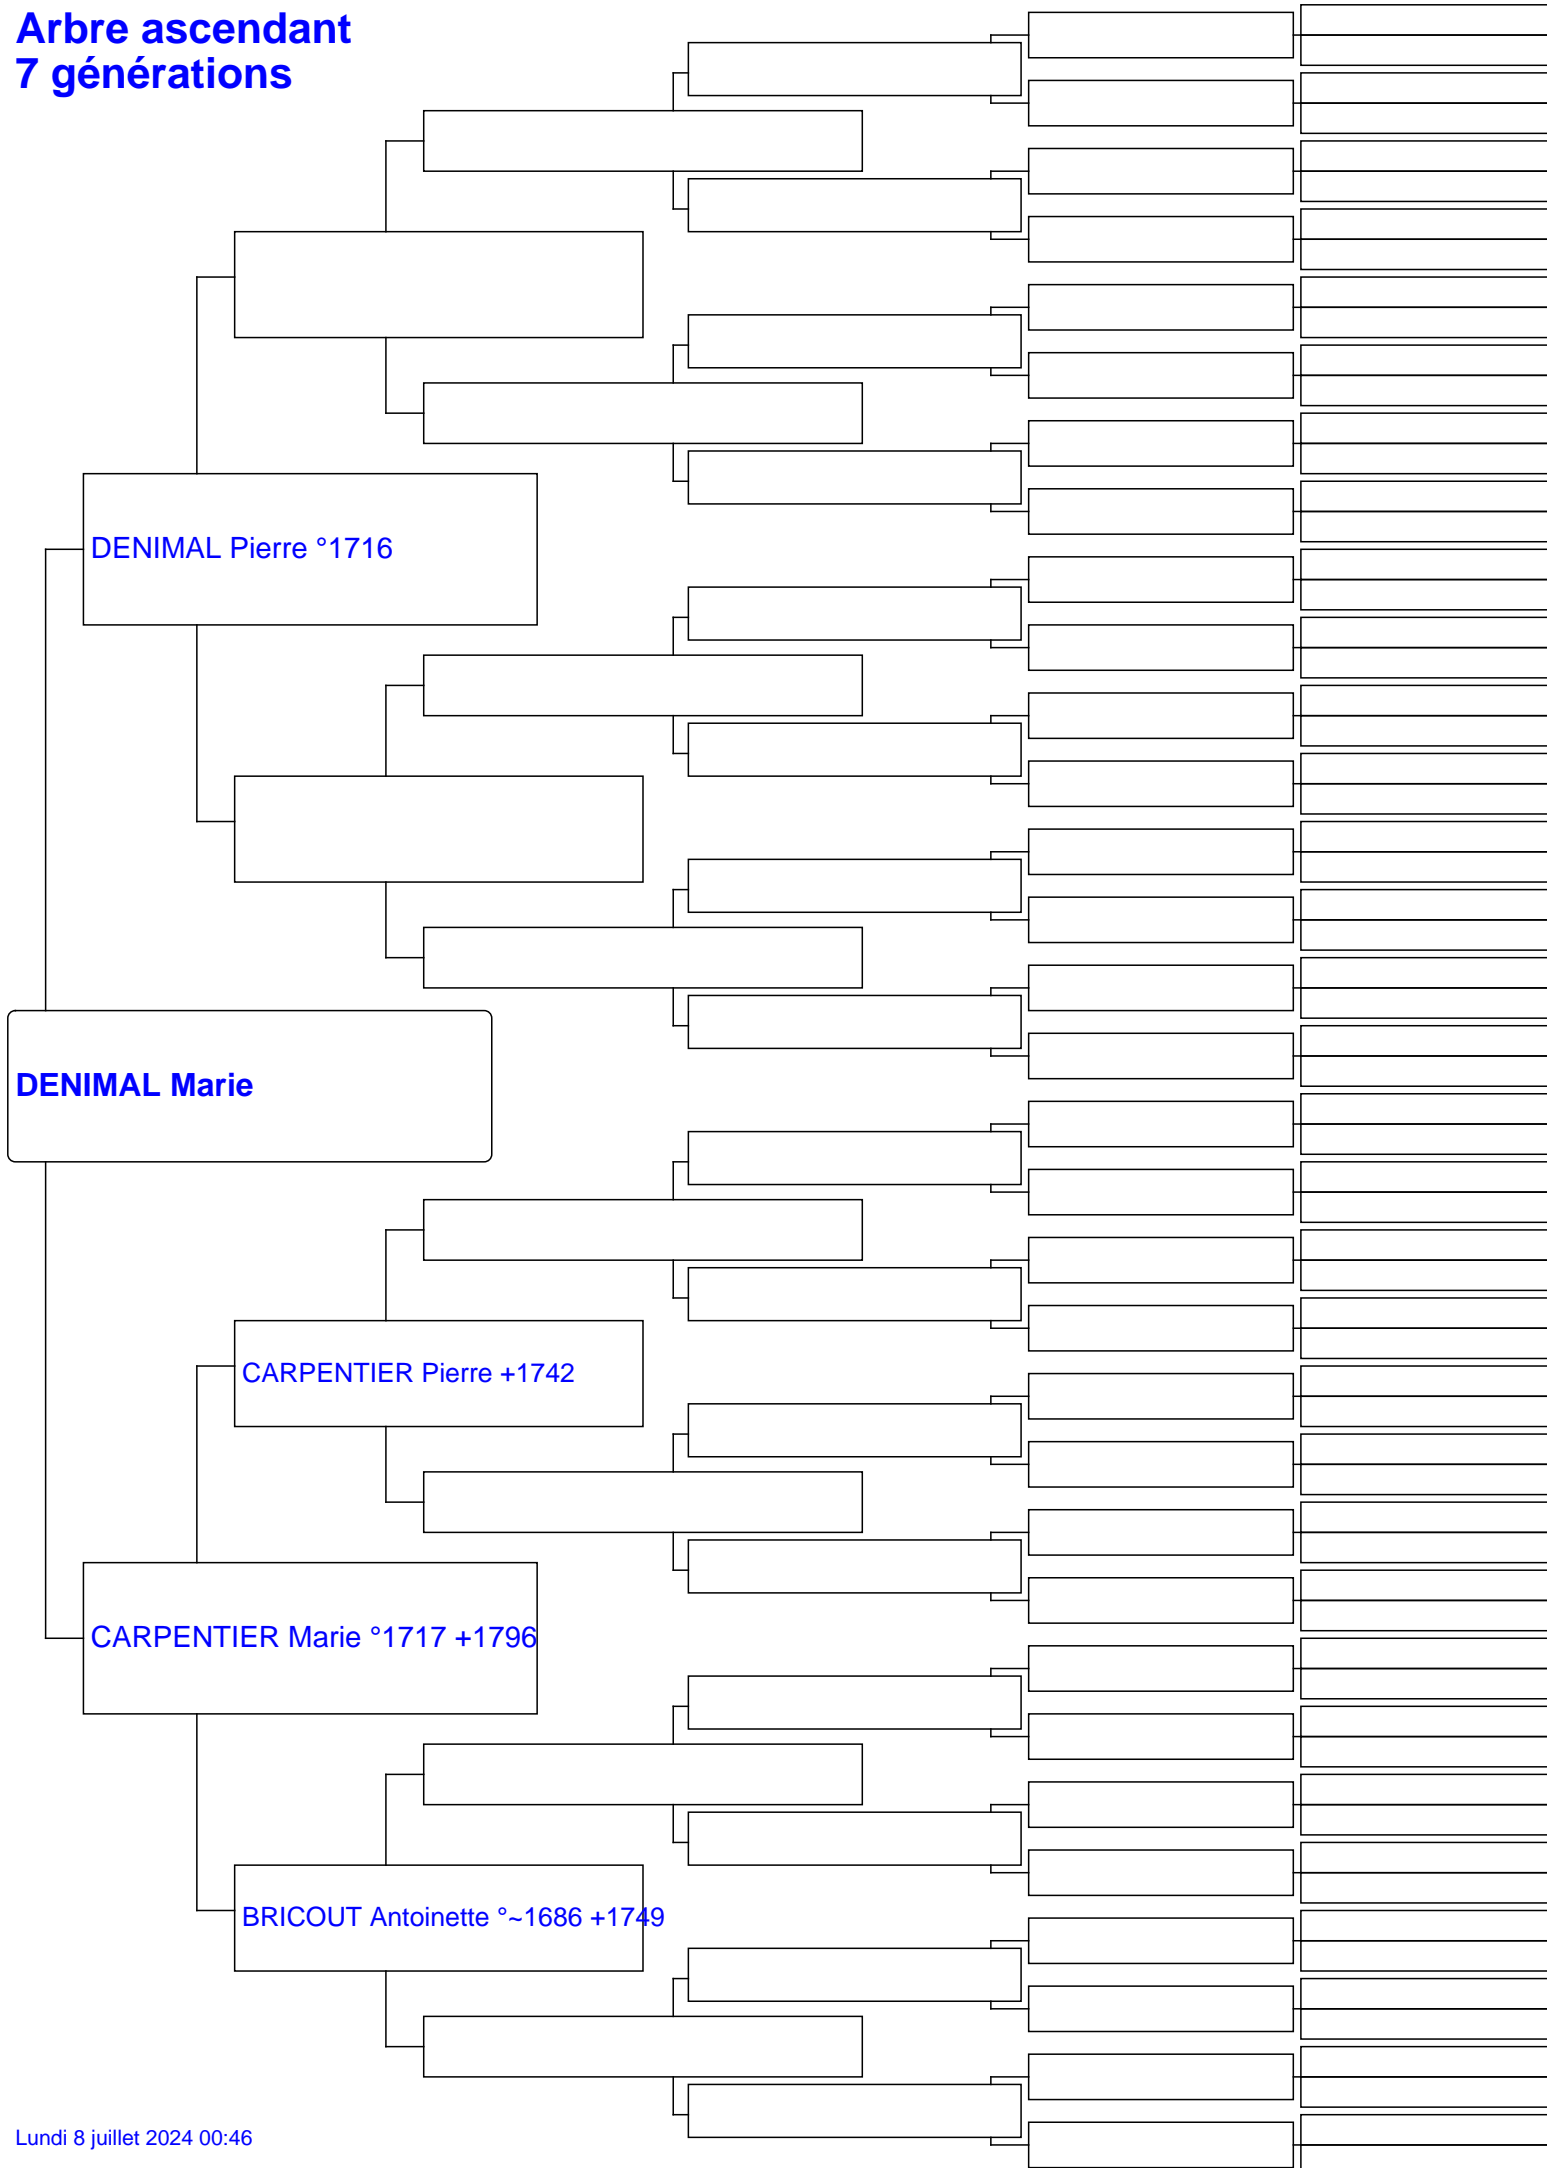 Arbre ascendant
7 générations
DENIMAL Pierre °1716
DENIMAL Marie
CARPENTIER Pierre +1742
CARPENTIER Marie °1717 +1796
BRICOUT Antoinette °~1686 +1749
Lundi 8 juillet 2024 00:46